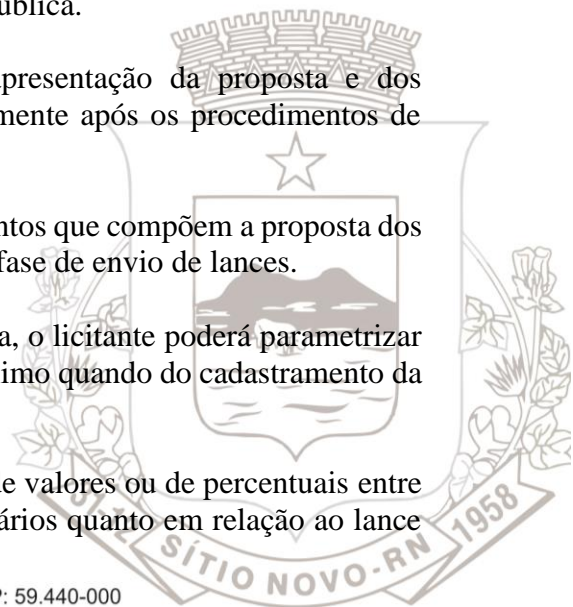 ública.
apresentação da proposta e dos
mente após os procedimentos de
ntos que compõem a proposta dos
fase de envio de lances.
a, o licitante poderá parametrizar
imo quando do cadastramento da
de valores ou de percentuais entre
ários quanto em relação ao lance
SÍTIO NOVO-RN 1958
P: 59.440-000